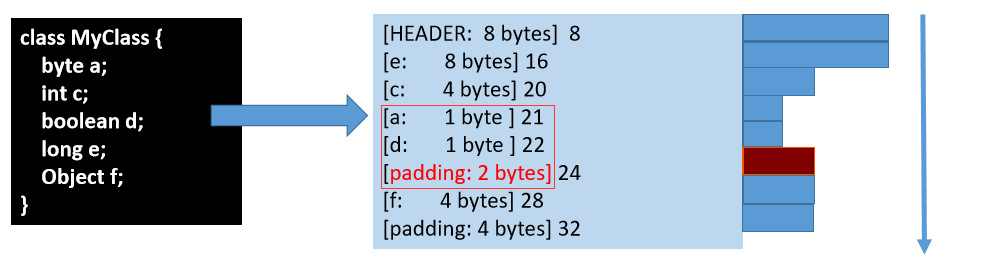 class MyClass {
byte a;
int c;
boolean d;
long e;
Object f;
}
[HEADER: 8 bytes] 8
[e: 8 bytes] 16
[c: 4 bytes] 20
[a: 1 byte ] 21
[d: 1 byte ] 22
[padding: 2 bytes] 24
[f: 4 bytes] 28
[padding: 4 bytes] 32